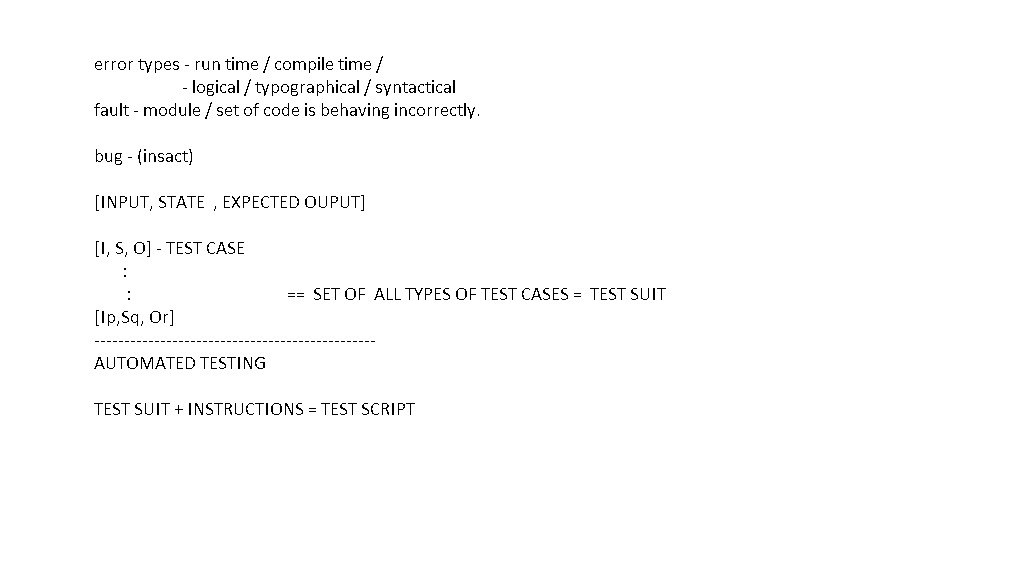 error types - run time / compile time /
- logical / typographical / syntactical
fault - module / set of code is behaving incorrectly.
bug - (insact)
[INPUT, STATE , EXPECTED OUPUT]
[I, S, O] - TEST CASE
:
: == SET OF ALL TYPES OF TEST CASES = TEST SUIT
[Ip,Sq, Or]
-----------------------------------------------
AUTOMATED TESTING
TEST SUIT + INSTRUCTIONS = TEST SCRIPT